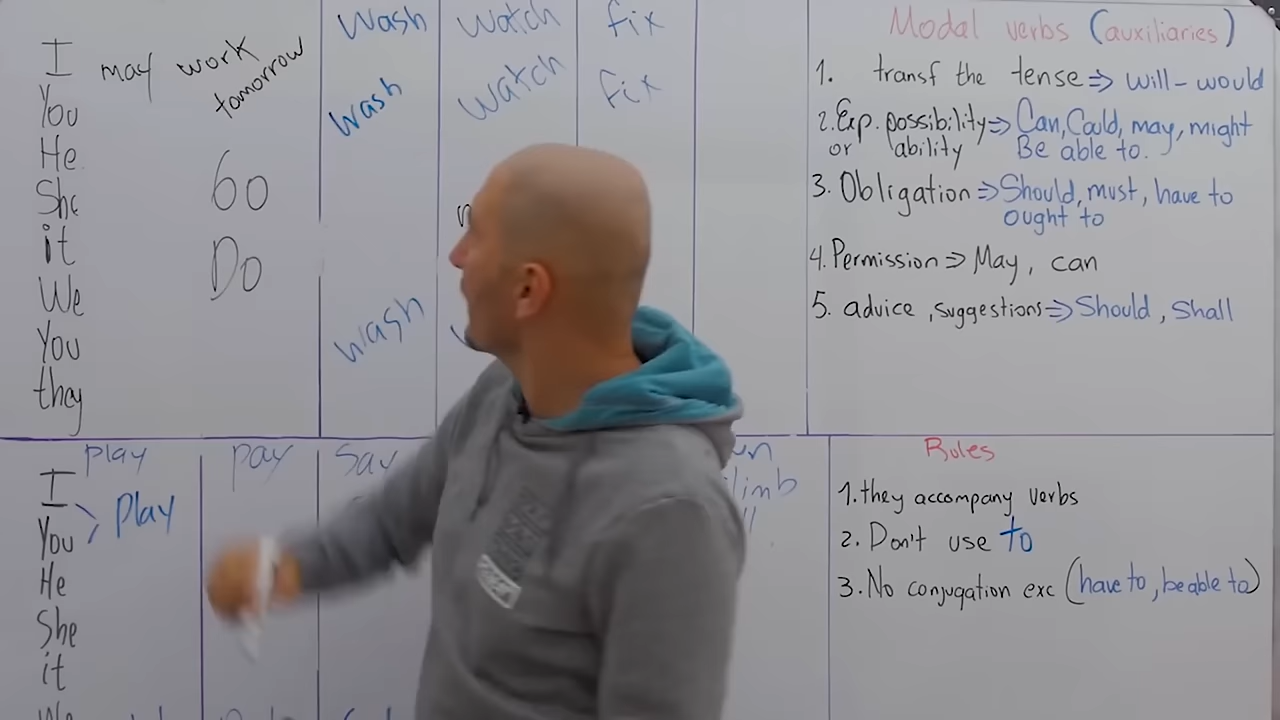 I may work tomorrow
You
He
She
it
We
You
they
Go
Do
wash watch fix
wash watch fix
wash
Modal verbs (auxiliaries)
1. transf the tense ⇒ will - would
2. Exp. possibility ⇒ Can, Could, may, might
or ability Be able to.
3. Obligation ⇒ Should, must, have to
ought to
4. Permission ⇒ May, can
5. advice, suggestions ⇒ Should, shall
play pay
I
You
Play
He
She
it
We
Rules
1. they accompany verbs
2. Don't use to
3. No conjugation exc (have to, be able to)